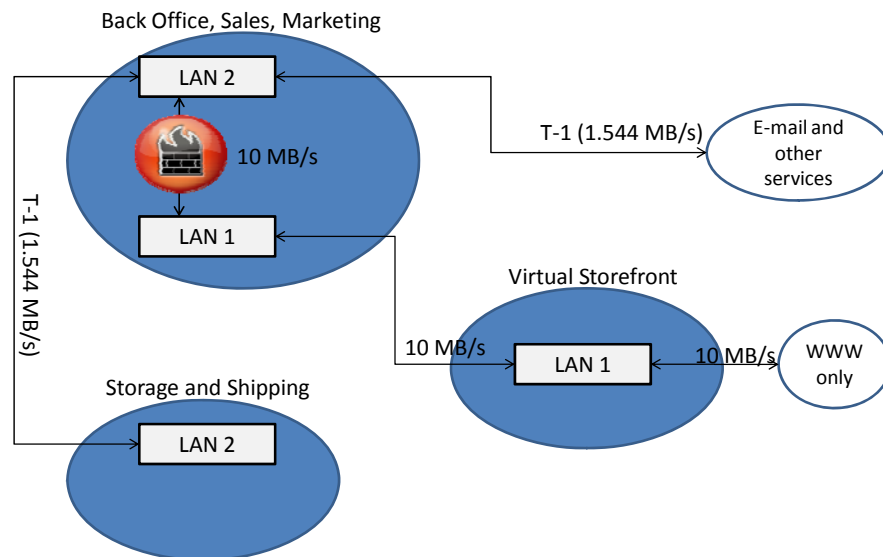 Back Office, Sales, Marketing
LAN 2
10 MB/s
LAN 1
T-1 (1.544 MB/s)
E-mail and
other
services
T-1 (1.544 MB/s)
Virtual Storefront
10 MB/s
LAN 1
10 MB/s
WWW
only
Storage and Shipping
LAN 2